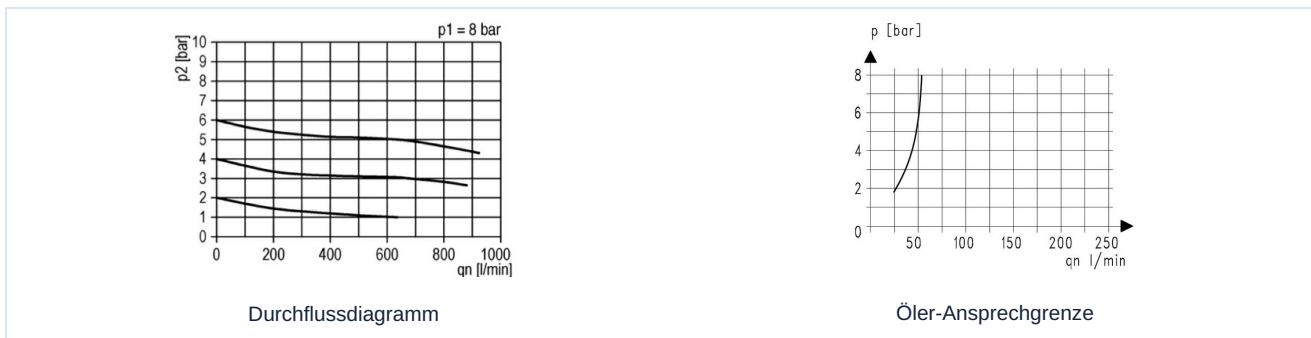 p1 = 8 bar
p2 [bar]
10
9
8
7
6
5
4
3
2
1
0
0 200 400 600 800 1000
qn [l/min]
Durchflussdiagramm
p [bar]
8
6
4
2
0
50 100 150 200 250
qn l/min
Öler-Ansprechgrenze